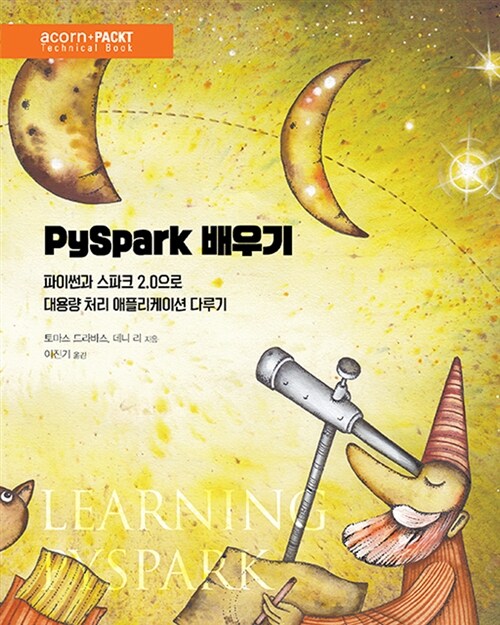 acorn+PACKT
Technical Book
PySpark 배우기
파이썬과 스파크 2.0으로
대용량 처리 애플리케이션 다루기
토마스 드라바스, 데니 리 지음
이진기 옮김
LEARNING
PYSPARK